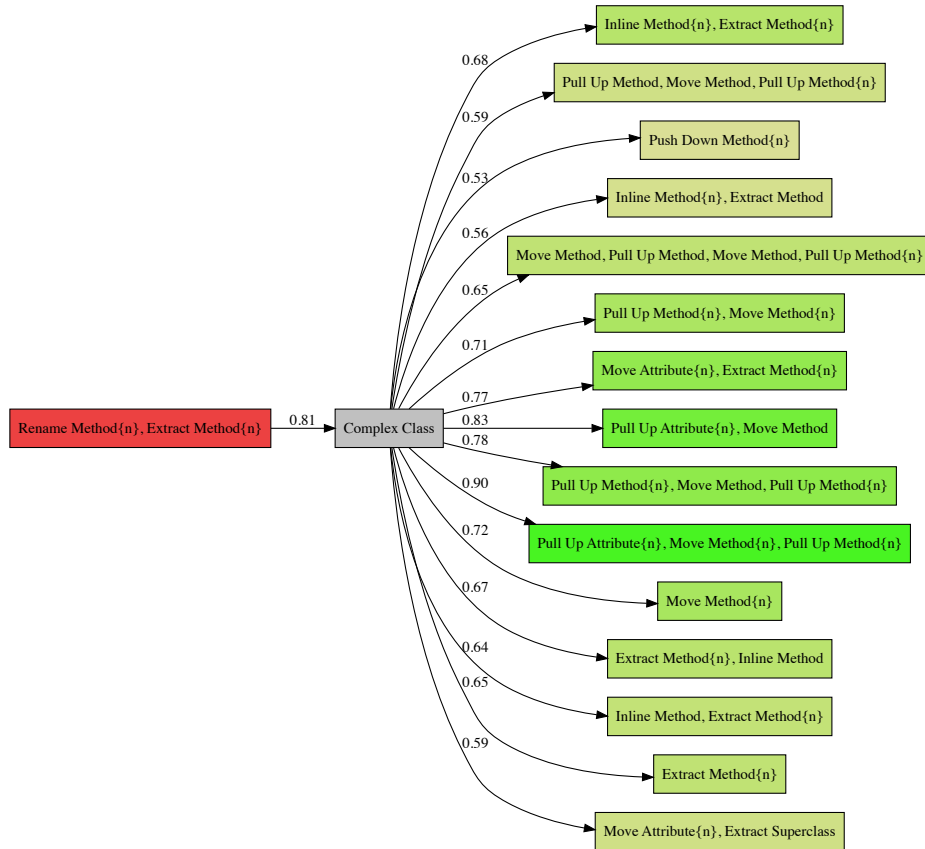 Inline Method{n}, Extract Method{n}
0.68
Pull Up Method, Move Method, Pull Up Method{n}
0.59
Push Down Method{n}
0.53
Inline Method{n}, Extract Method
0.56
Move Method, Pull Up Method, Move Method, Pull Up Method{n}
0.65
Pull Up Method{n}, Move Method{n}
0.71
Move Attribute{n}, Extract Method{n}
0.77
Rename Method{n}, Extract Method{n}
0.81
Complex Class
0.83
Pull Up Attribute{n}, Move Method
0.78
Pull Up Method{n}, Move Method, Pull Up Method{n}
0.90
Pull Up Attribute{n}, Move Method{n}, Pull Up Method{n}
0.72
Move Method{n}
0.67
Extract Method{n}, Inline Method
0.64
Inline Method, Extract Method{n}
0.65
Extract Method{n}
0.59
Move Attribute{n}, Extract Superclass